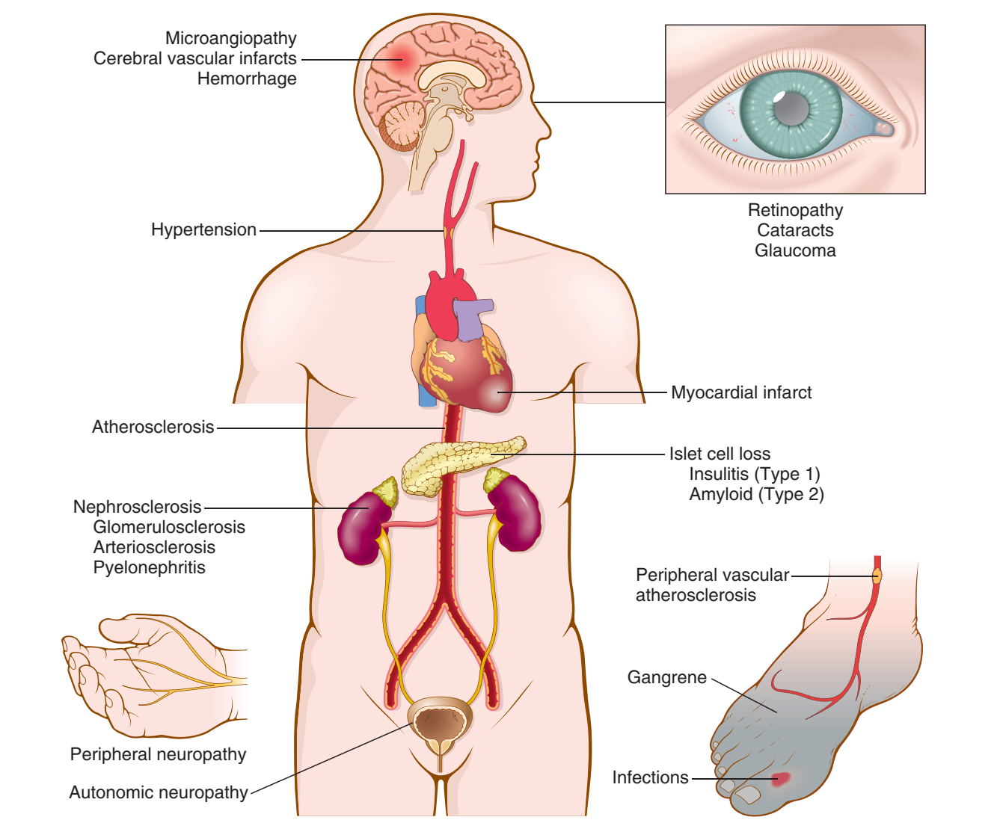 Microangiopathy
Cerebral vascular infarcts
Hemorrhage
Retinopathy
Cataracts
Glaucoma
Hypertension
Myocardial infarct
Atherosclerosis
Islet cell loss
Insulitis (Type 1)
Amyloid (Type 2)
Nephrosclerosis
Glomerulosclerosis
Arteriosclerosis
Pyelonephritis
Peripheral vascular
atherosclerosis
Gangrene
Peripheral neuropathy
Infections
Autonomic neuropathy